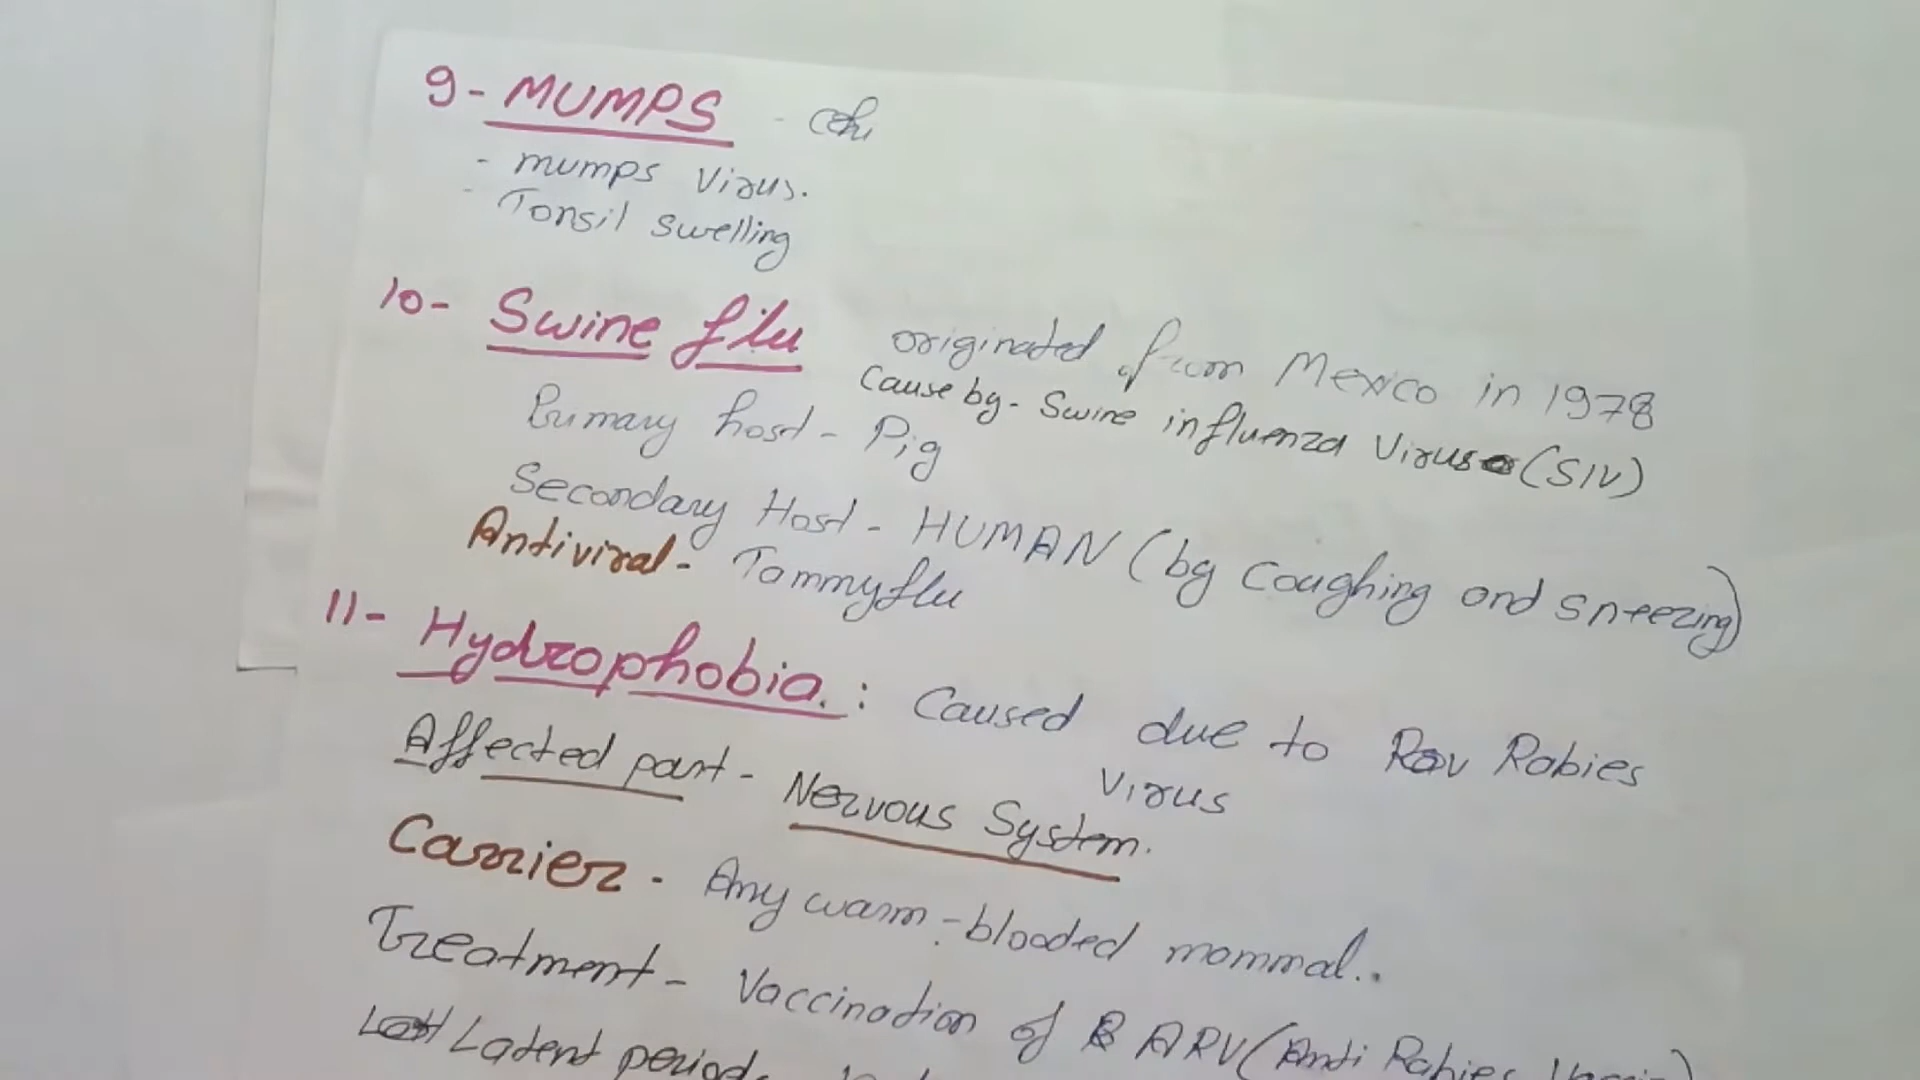 9- MUMPS -
- mumps Virus.
- Tonsil swelling
10- Swine flu originated from Mexico in 1978
Cause by- Swine influenza Virus (SIV)
Primary host - Pig
Secondary Host - HUMAN (by Coughing and sneezing)
Antiviral- Tammyflu
11- Hydrophobia. : Caused due to Rabies
Virus
Affected part - Nervous System.
Carrier - Any warm-blooded mammal..
Treatment - Vaccination of ARV (Anti Rabies
Latent period